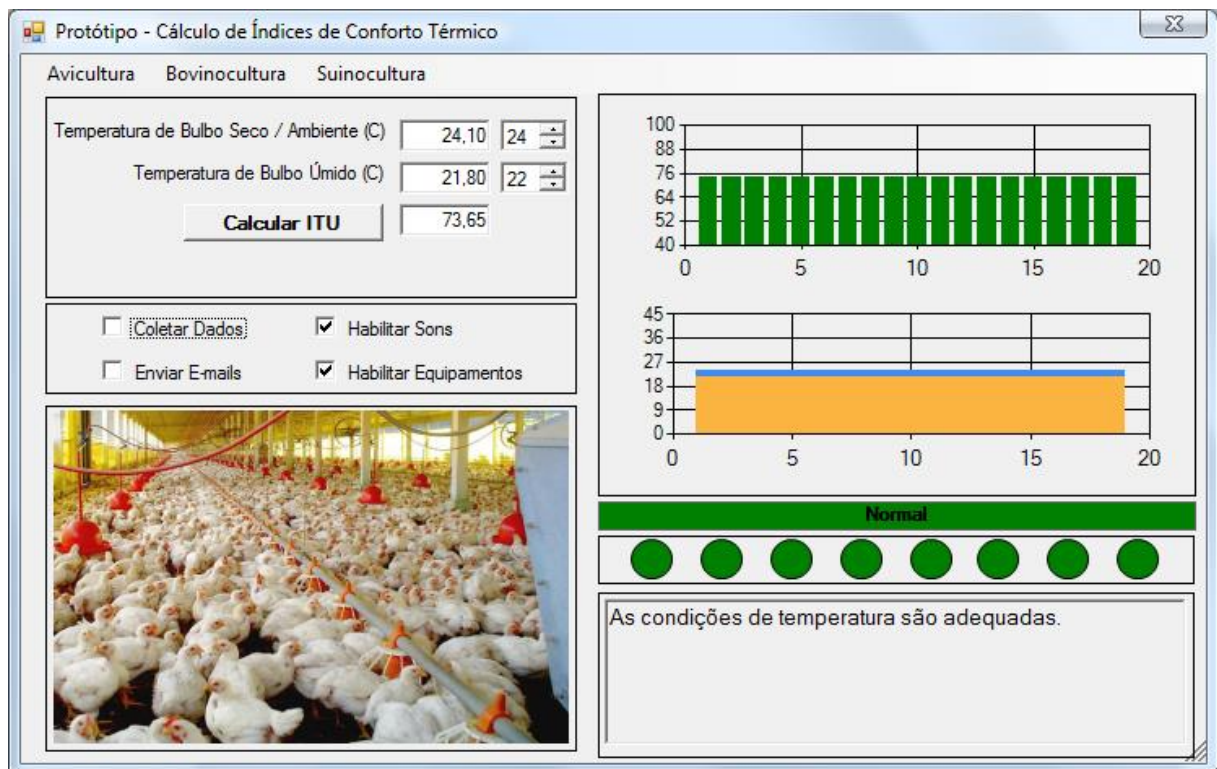 Protótipo - Cálculo de Índices de Conforto Térmico
Avicultura Bovinocultura Suinocultura
Temperatura de Bulbo Seco / Ambiente (C) 24,10 24
Temperatura de Bulbo Úmido (C) 21,80 22
Calcular ITU 73,65
Coletar Dados Habilitar Sons
Enviar E-mails Habilitar Equipamentos
100
88
76
64
52
40
0 5 10 15 20
45
36
27
18
9
0
0 5 10 15 20
Normal
As condições de temperatura são adequadas.